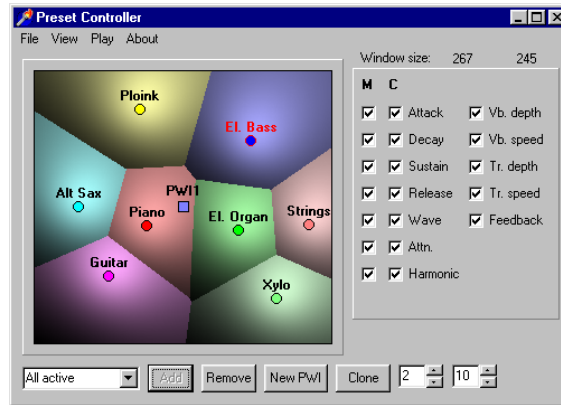 Preset Controller
File View Play About
Window size: 267 245
M C
Ploink
El. Bass
Alt Sax
PWI1
Piano
El. Organ
Strings
Guitar
Xylo
Attack Vb. depth
Decay Vb. speed
Sustain Tr. depth
Release Tr. speed
Wave Feedback
Attn.
Harmonic
All active Add Remove New PWI Clone 2 10